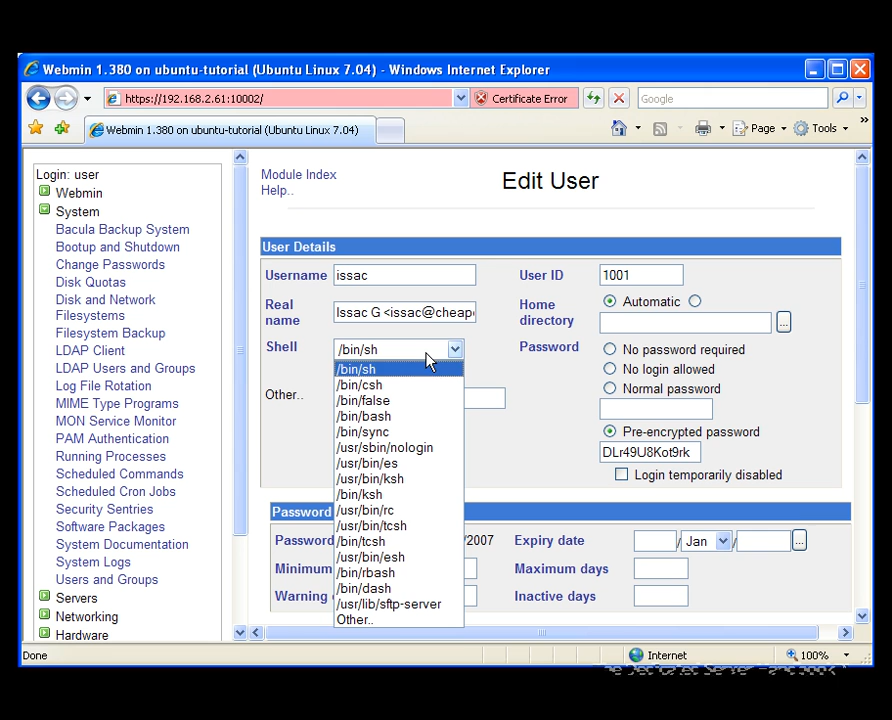 Webmin 1.380 on ubuntu-tutorial (Ubuntu Linux 7.04) - Windows Internet Explorer
https://192.168.2.61:10002/
Certificate Error
Google
Webmin 1.380 on ubuntu-tutorial (Ubuntu Linux 7.04)
Page
Tools
Login: user
Webmin
System
Bacula Backup System
Bootup and Shutdown
Change Passwords
Disk Quotas
Disk and Network
Filesystems
Filesystem Backup
LDAP Client
LDAP Users and Groups
Log File Rotation
MIME Type Programs
MON Service Monitor
PAM Authentication
Running Processes
Scheduled Commands
Scheduled Cron Jobs
Security Sentries
Software Packages
System Documentation
System Logs
Users and Groups
Servers
Networking
Hardware
Module Index
Help..
Edit User
User Details
Username
issac
User ID
1001
Real
name
Issac G <issac@cheap
Home
directory
Automatic
...
Shell
/bin/sh
Password
No password required
No login allowed
Normal password
Pre-encrypted password
DLr49U8Kot9rk
Login temporarily disabled
Other..
/bin/sh
/bin/csh
/bin/false
/bin/bash
/bin/sync
/usr/sbin/nologin
/usr/bin/es
/usr/bin/ksh
/bin/ksh
/usr/bin/rc
/usr/bin/tcsh
/bin/tcsh
/usr/bin/esh
/bin/rbash
/bin/dash
/usr/lib/sftp-server
Other..
Password
Password
/2007
Expiry date
/
Jan
/
...
Minimum
Maximum days
Warning
Inactive days
Done
Internet
100%